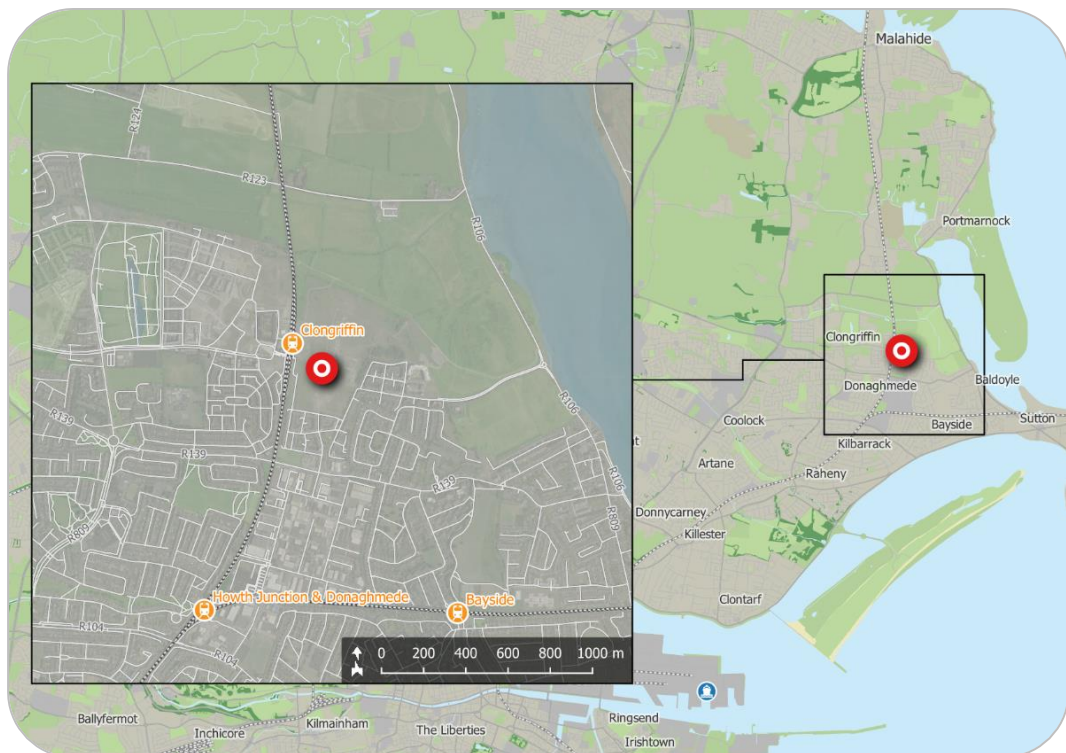 Malahide
R124
R123
R106
Portmarnock
Clongriffin
Clongriffin
R139
R106
Donaghmede
Baldoyle
Coolock
Bayside
Sutton
Kilbarrack
R139
R139
R106
Artane
Raheny
R809
R809
Donnycarney
Killester
Howth Junction & Donaghmede
Bayside
Clontarf
R104
R104
0 200 400 600 800 1000 m
Ballyfermot
Inchicore
Kilmainham
The Liberties
Ringsend
Irishtown